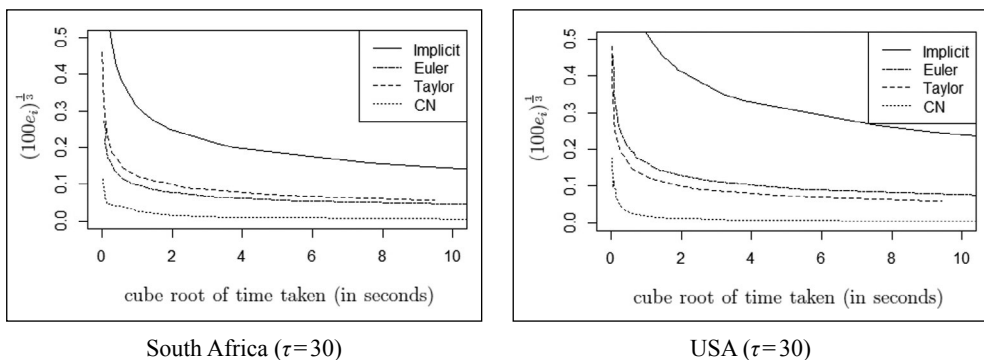 0.5
0.4
0.3
0.2
0.1
0.0
(100e_i)^{1/3}
Implicit
Euler
Taylor
CN
0 2 4 6 8 10
cube root of time taken (in seconds)
South Africa (τ=30)
0.5
0.4
0.3
0.2
0.1
0.0
(100e_i)^{1/3}
Implicit
Euler
Taylor
CN
0 2 4 6 8 10
cube root of time taken (in seconds)
USA (τ=30)